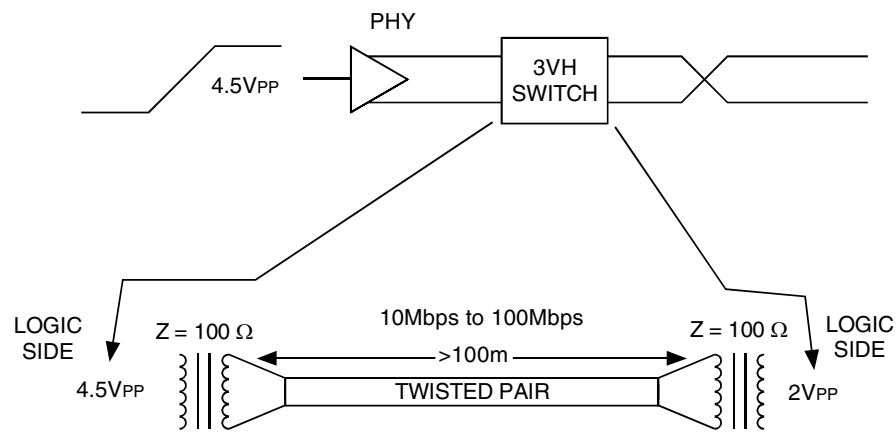 PHY
4.5VPP
3VH
SWITCH
LOGIC
SIDE
Z = 100 Ω
10Mbps to 100Mbps
Z = 100 Ω
LOGIC
SIDE
>100m
4.5VPP
TWISTED PAIR
2VPP